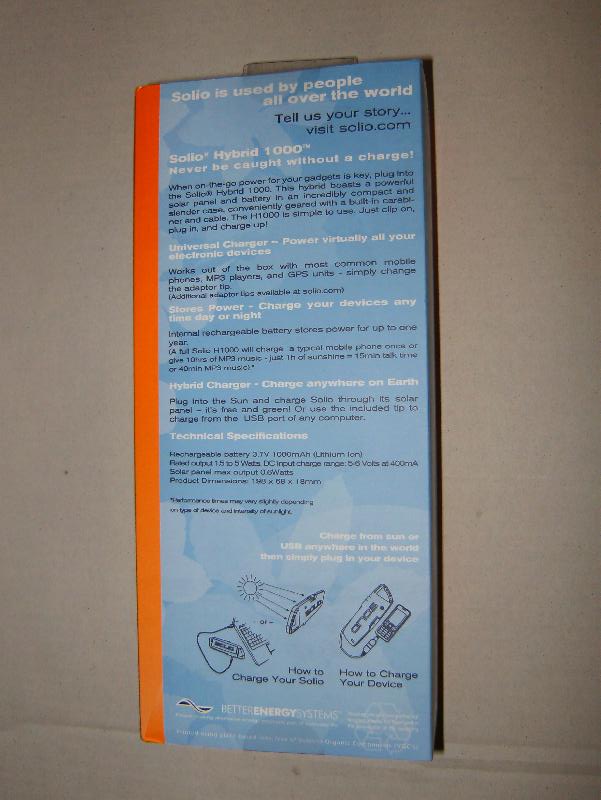 Solio is used by people
all over the world
Tell us your story...
visit solio.com
Solio® Hybrid 1000™
Never be caught without a charge!
When on-the-go power for your gadgets is key, plug into
the Solio® Hybrid 1000. This hybrid boasts a powerful
solar panel and battery in an incredibly compact and
slender case, conveniently geared with a built-in carabi-
ner and cable. The H1000 is simple to use. Just clip on,
plug in, and charge up!
Universal Charger - Power virtually all your
electronic devices
Works out of the box with most common mobile
phones, MP3 players, and GPS units - simply change
the adaptor tip.
(Additional adaptor tips available at solio.com)
Stores Power - Charge your devices any
time day or night
Internal rechargeable battery stores power for up to one
year.
(A full Solio H1000 will charge a typical mobile phone once or
give 10hrs of MP3 music - just 1h of sunshine = 15min talk time
or 40min MP3 music)*
Hybrid Charger - Charge anywhere on Earth
Plug into the Sun and charge Solio through its solar
panel – it's free and green! Or use the included tip to
charge from the USB port of any computer.
Technical Specifications
Rechargeable battery 3.7V 1000mAh (Lithium Ion)
Rated output 1.5 to 5 Watts. DC input charge range: 5-6 Volts at 400mA
Solar panel max output 0.6Watts
Product Dimensions: 198 x 68 x 18mm
*Performance times may vary slightly depending
on type of device and intensity of sunlight.
Charge from sun or
USB anywhere in the world
then simply plug in your device
- or -
SOLIO
How to
Charge Your Solio
How to Charge
Your Device
BETTERENERGYSYSTEMS™